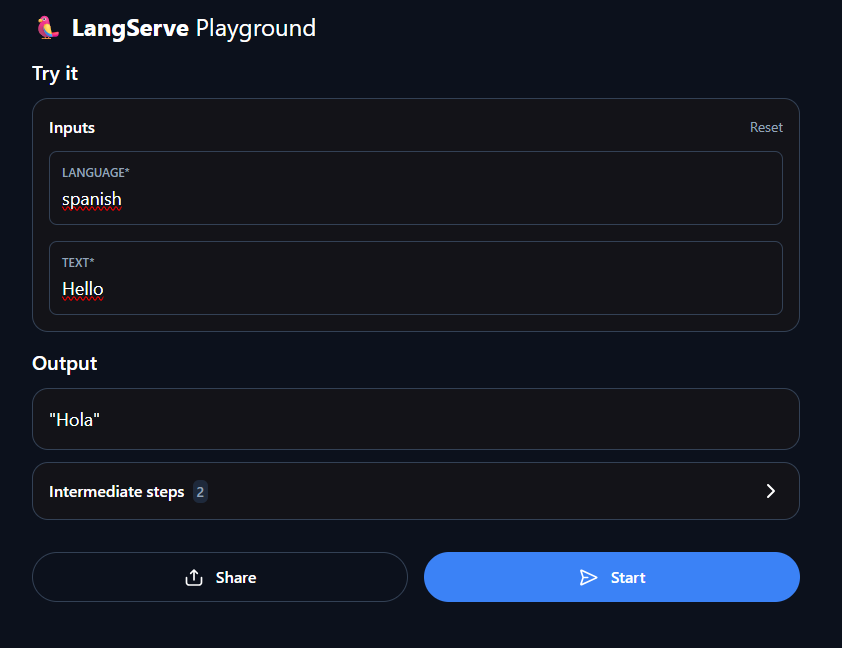 LangServe Playground
Try it
Inputs
Reset
LANGUAGE*
spanish
TEXT*
Hello
Output
"Hola"
Intermediate steps 2
Share
Start